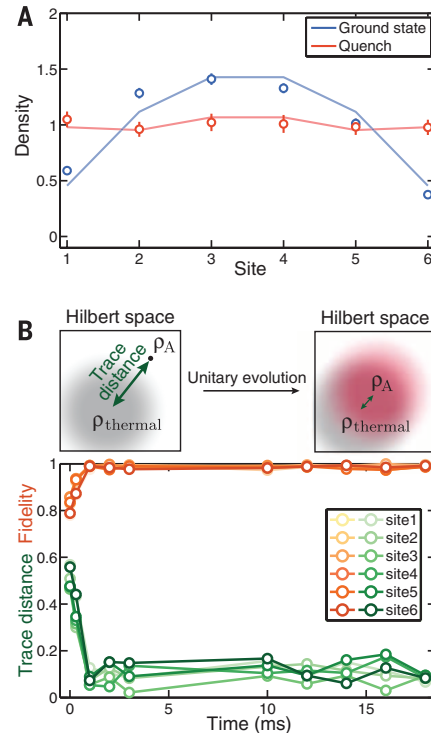 A
Ground state
Quench
Density
2
1.5
1
0.5
0
1 2 3 4 5 6
Site
B
Hilbert space
Hilbert space
Trace distance
ρA
ρthermal
Unitary evolution
ρA
ρthermal
Trace distance Fidelity
1
0.8
0.6
0.4
0.2
0
site1
site2
site3
site4
site5
site6
0 5 10 15
Time (ms)